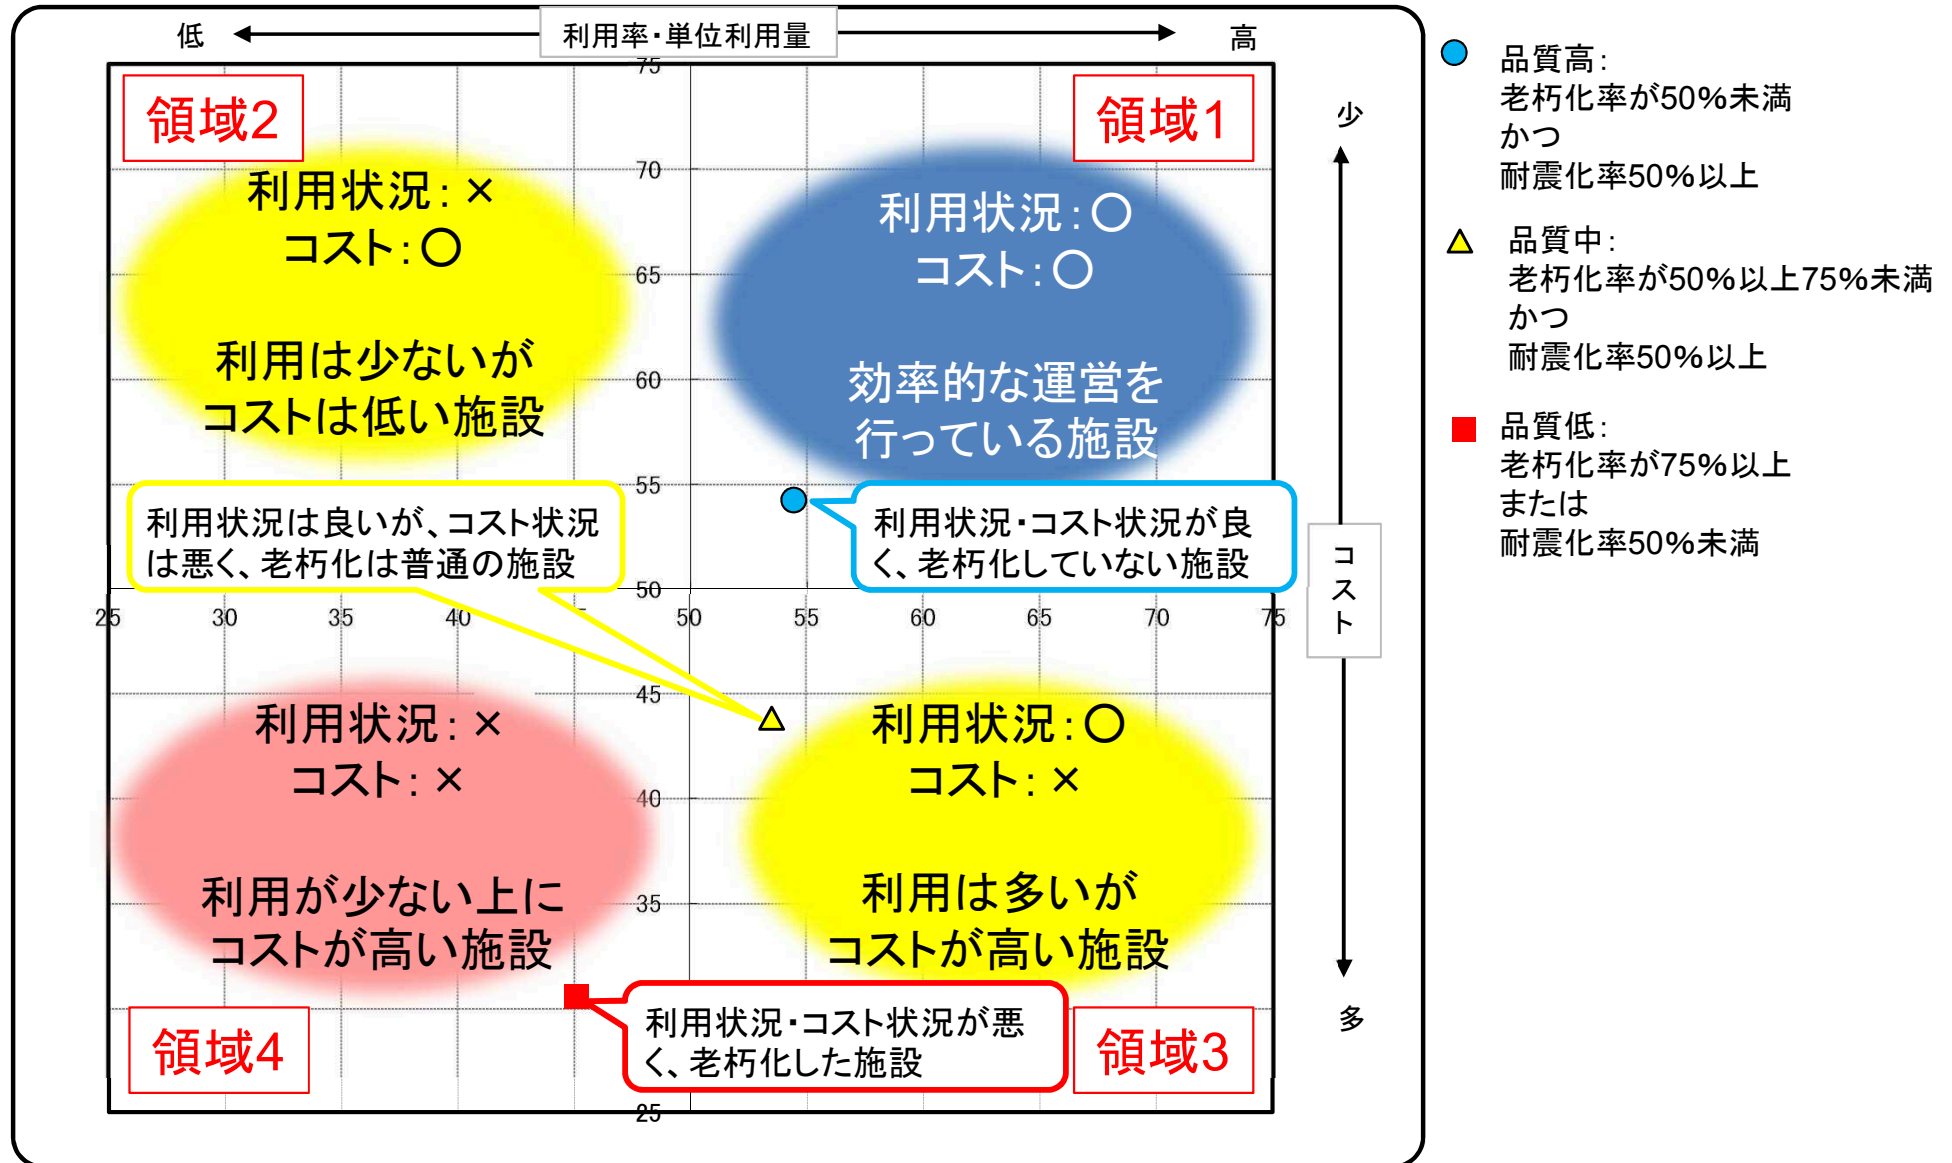 低
利用率・単位利用量
高
領域2
領域1
利用状況：×
コスト：〇
利用は少ないが
コストは低い施設
利用状況：〇
コスト：〇
効率的な運営を
行っている施設
75
70
65
60
55
50
45
40
35
25
25
30
35
40
50
55
60
65
70
75
利用状況は良いが、コスト状況
は悪く、老朽化は普通の施設
利用状況・コスト状況が良
く、老朽化していない施設
利用状況：×
コスト：×
利用が少ない上に
コストが高い施設
利用状況：〇
コスト：×
利用は多いが
コストが高い施設
領域4
利用状況・コスト状況が悪
く、老朽化した施設
領域3
少
コスト
多
品質高：
老朽化率が50%未満
かつ
耐震化率50%以上
品質中：
老朽化率が50%以上75%未満
かつ
耐震化率50%以上
品質低：
老朽化率が75%以上
または
耐震化率50%未満